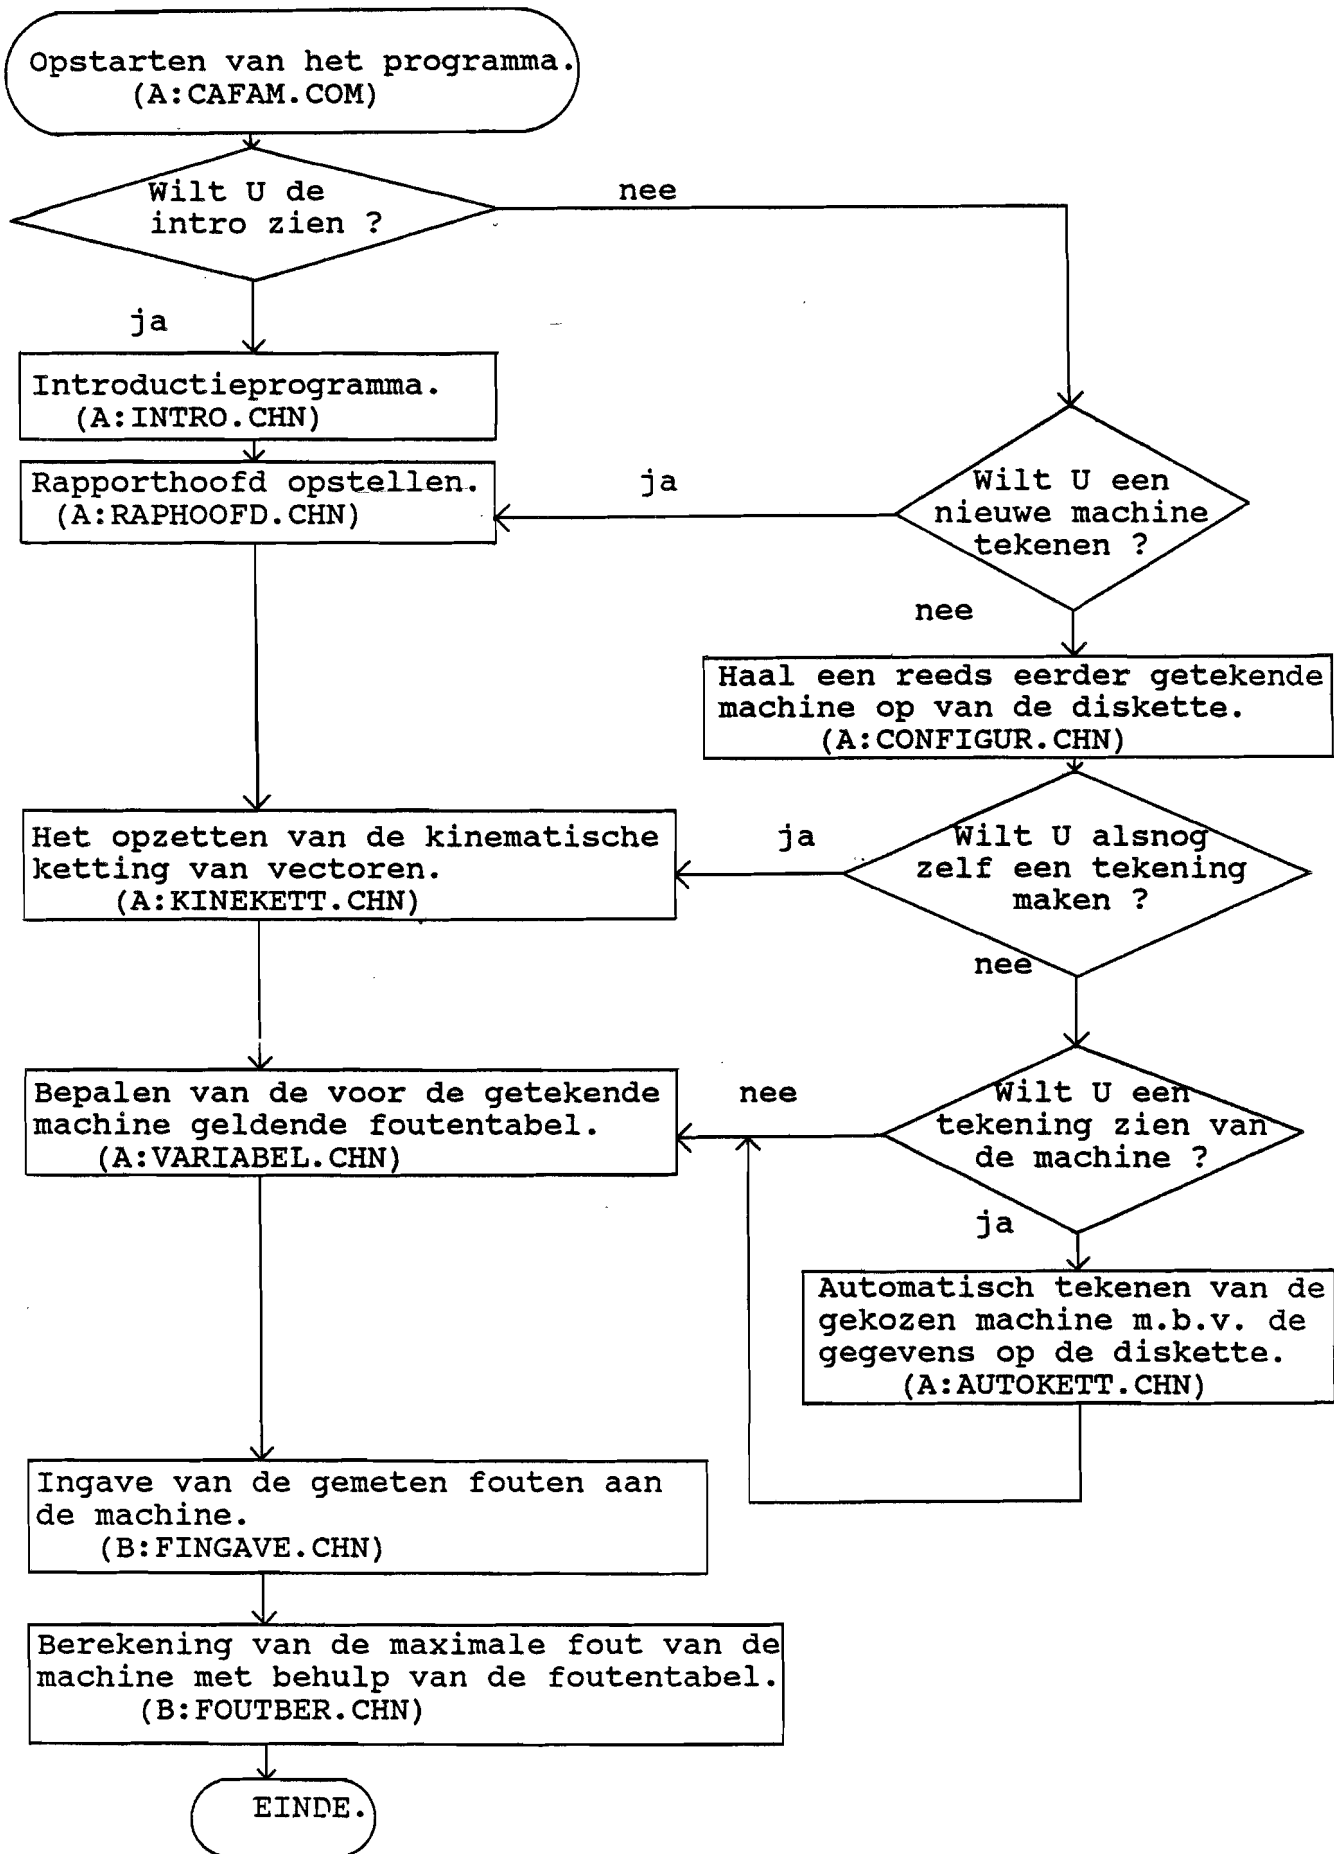 Opstarten van het programma.
(A:CAFAM.COM)
Wilt U de
intro zien ?
nee
ja
Introductieprogramma.
(A:INTRO.CHN)
Rapporthoofd opstellen.
(A:RAPHOOFD.CHN)
ja
Wilt U een
nieuwe machine
tekenen ?
nee
Haal een reeds eerder getekende
machine op van de diskette.
(A:CONFIGUR.CHN)
Het opzetten van de kinematische
ketting van vectoren.
(A:KINEKETT.CHN)
ja
Wilt U alsnog
zelf een tekening
maken ?
nee
Bepalen van de voor de getekende
machine geldende foutentabel.
(A:VARIABEL.CHN)
nee
Wilt U een
tekening zien van
de machine ?
ja
Automatisch tekenen van de
gekozen machine m.b.v. de
gegevens op de diskette.
(A:AUTOKETT.CHN)
Ingave van de gemeten fouten aan
de machine.
(B:FINGAVE.CHN)
Berekening van de maximale fout van de
machine met behulp van de foutentabel.
(B:FOUTBER.CHN)
EINDE.